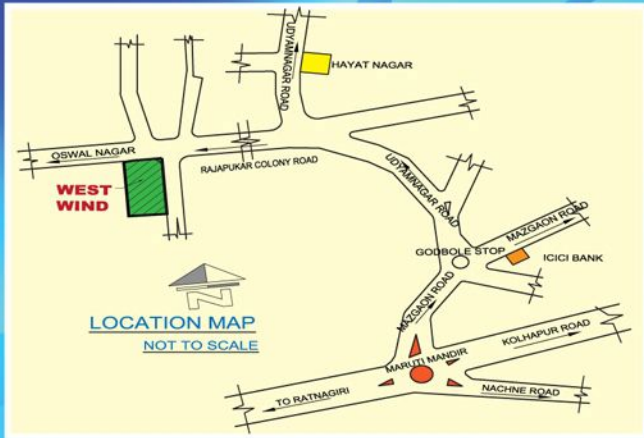 UDYAMNAGAR ROAD
HAYAT NAGAR
OSWAL NAGAR
RAJAPUKAR COLONY ROAD
WEST
WIND
UDYAMNAGAR ROAD
MAZGAON ROAD
GODBOLE STOP
ICICI BANK
MAZGAON ROAD
N
LOCATION MAP
NOT TO SCALE
KOLHAPUR ROAD
MARUTI MANDIR
NACHNE ROAD
TO RATNAGIRI